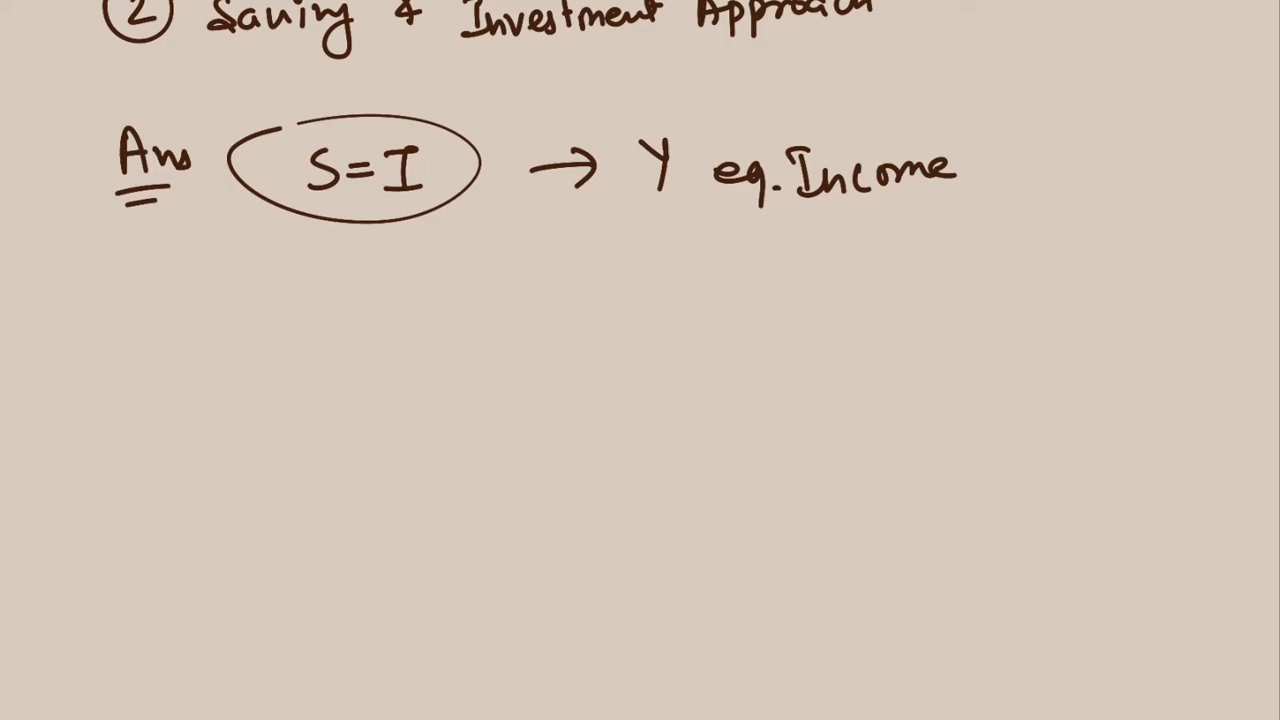 ② Saving & Investment Approach
Ans S=I → Y eq. Income